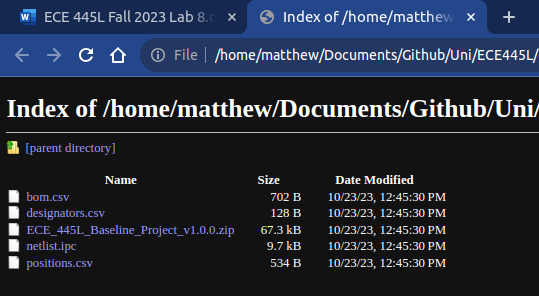 ECE 445L Fall 2023 Lab 8.
Index of /home/matthew
File /home/matthew/Documents/Github/Uni/ECE445L/
Index of /home/matthew/Documents/Github/Uni/
[parent directory]
Name Size Date Modified
bom.csv 702 B 10/23/23, 12:45:30 PM
designators.csv 128 B 10/23/23, 12:45:30 PM
ECE_445L_Baseline_Project_v1.0.0.zip 67.3 kB 10/23/23, 12:45:30 PM
netlist.ipc 9.7 kB 10/23/23, 12:45:30 PM
positions.csv 534 B 10/23/23, 12:45:30 PM